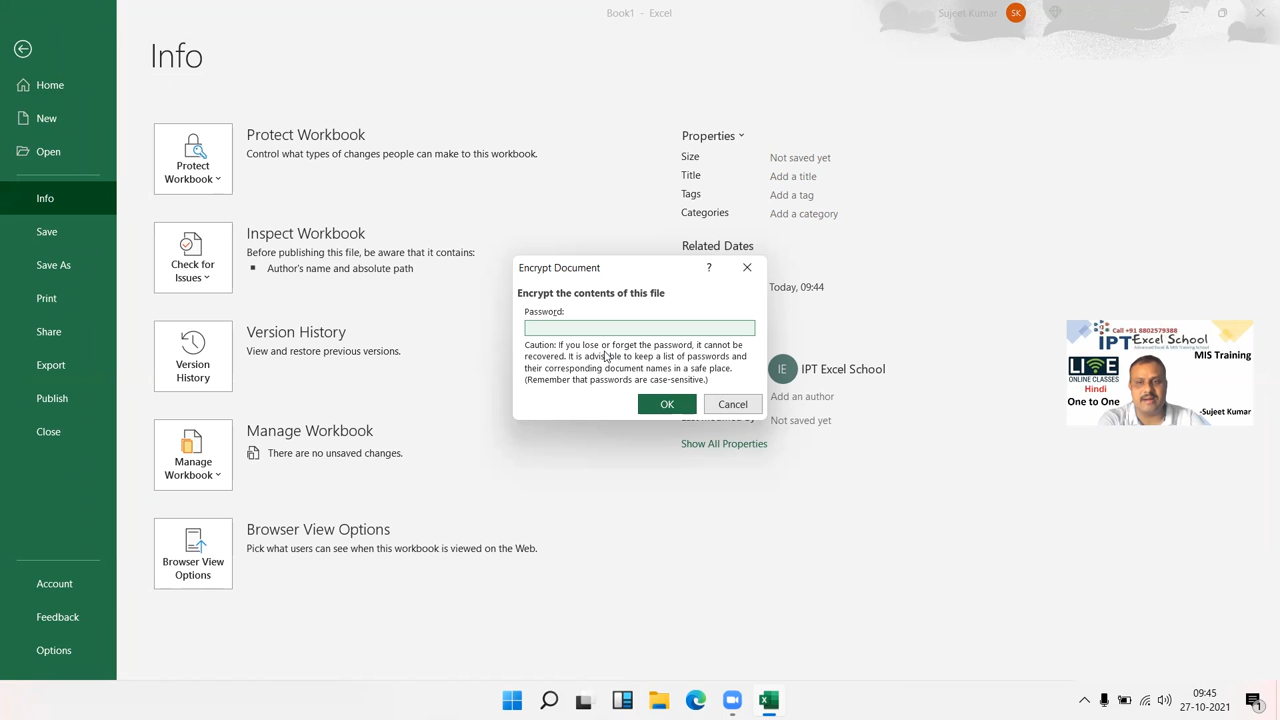 Book1 - Excel
Sujeet Kumar
SK
Info
Home
New
Open
Info
Save
Save As
Print
Share
Export
Publish
Close
Account
Feedback
Options
Protect
Workbook
Protect Workbook
Control what types of changes people can make to this workbook.
Check for
Issues
Inspect Workbook
Before publishing this file, be aware that it contains:
Author's name and absolute path
Version
History
Version History
View and restore previous versions.
Manage
Workbook
Manage Workbook
There are no unsaved changes.
Browser View
Options
Browser View Options
Pick what users can see when this workbook is viewed on the Web.
Properties
Size Not saved yet
Title Add a title
Tags Add a tag
Categories Add a category
Related Dates
Today, 09:44
IE IPT Excel School
Add an author
Not saved yet
Show All Properties
Encrypt Document
?
Encrypt the contents of this file
Password:
Caution: If you lose or forget the password, it cannot be
recovered. It is advisable to keep a list of passwords and
their corresponding document names in a safe place.
(Remember that passwords are case-sensitive.)
OK
Cancel
Call +91 8802579388
IPT Excel School
Advanced Excel & MIS Training School
MIS Training
LIVE
ONLINE CLASSES
Hindi
One to One
-Sujeet Kumar
09:45
27-10-2021
1